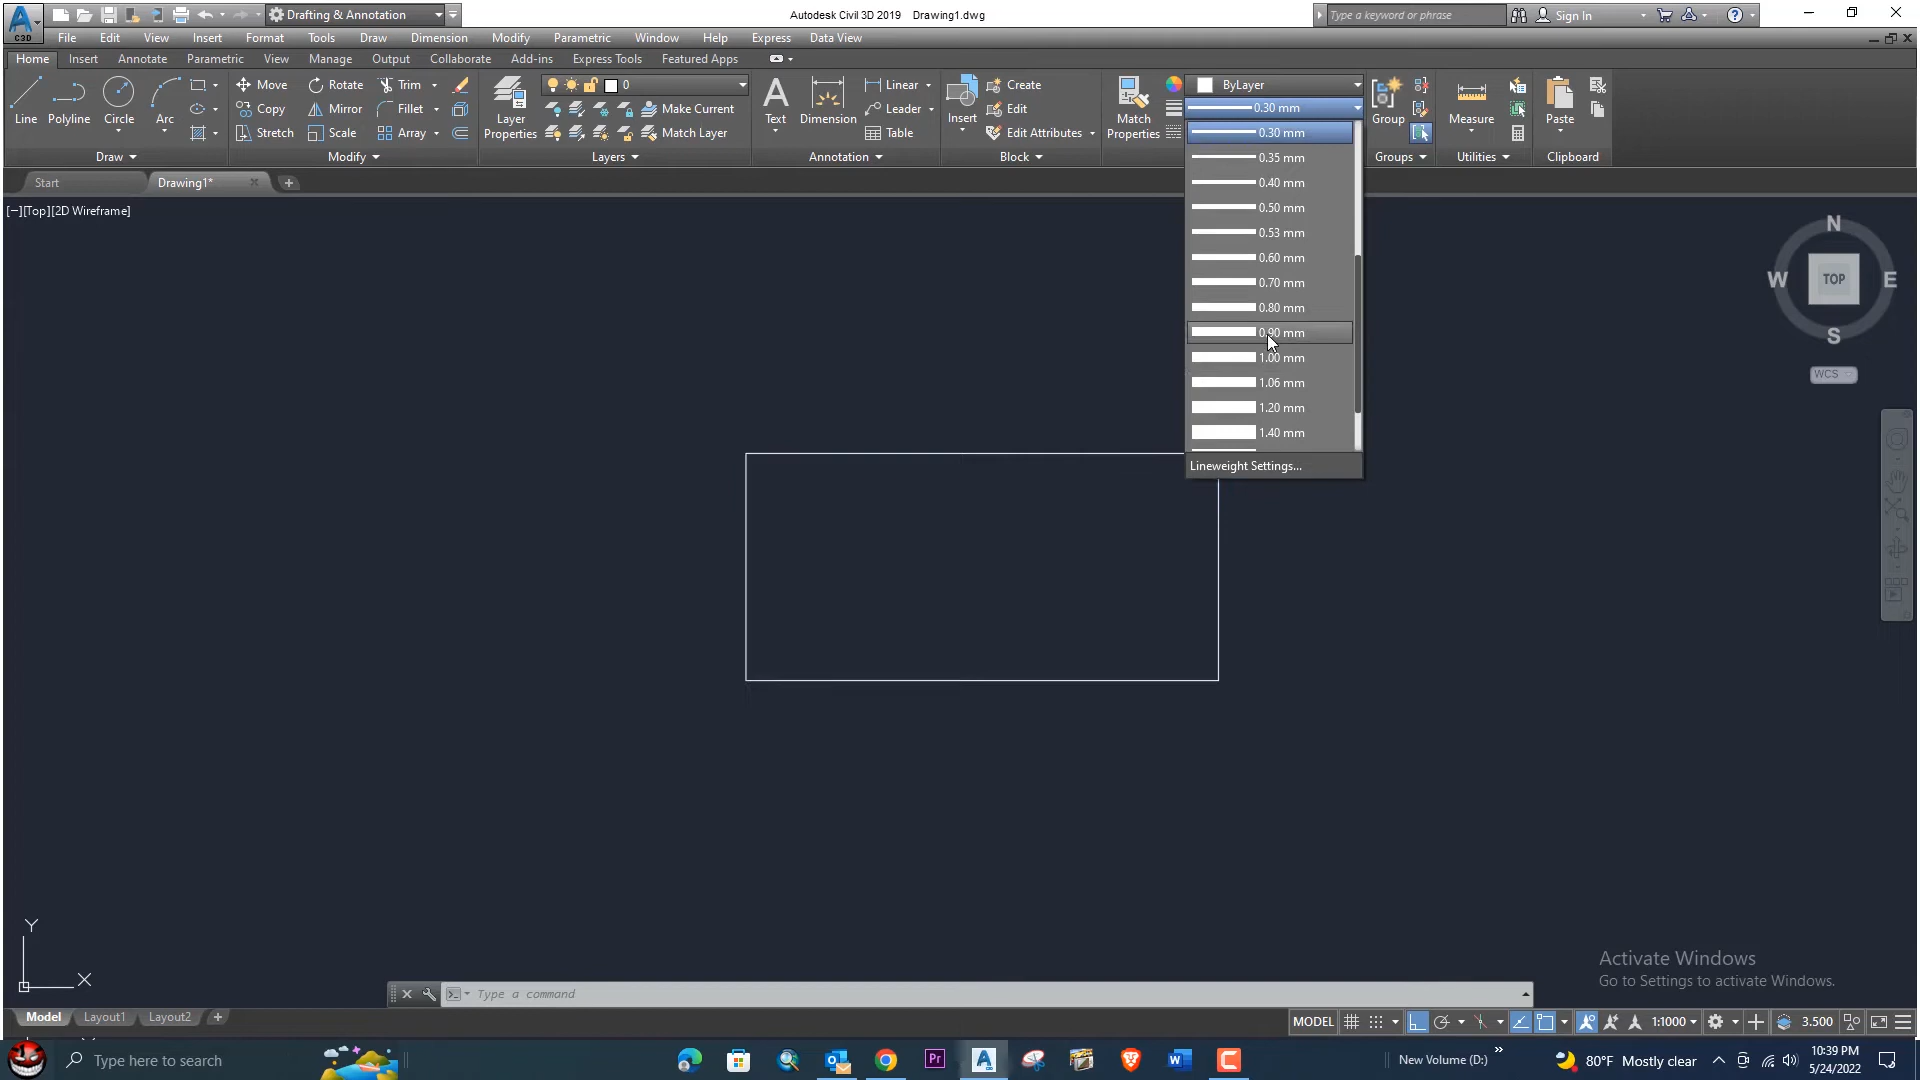 Drafting & Annotation
Autodesk Civil 3D 2019 Drawing1.dwg
Type a keyword or phrase
Sign In
C3D
File Edit View Insert Format Tools Draw Dimension Modify Parametric Window Help Express Data View
Home Insert Annotate Parametric View Manage Output Collaborate Add-ins Express Tools Featured Apps
Line
Polyline
Circle
Arc
Move
Rotate
Trim
Copy
Mirror
Fillet
Stretch
Scale
Array
Layer Properties
0
Make Current
Match Layer
Text
Dimension
Linear
Leader
Table
Insert
Create
Edit
Edit Attributes
Match Properties
ByLayer
0.30 mm
Group
Measure
Paste
Draw
Modify
Layers
Annotation
Block
Groups
Utilities
Clipboard
Start
Drawing1*
0.30 mm
0.35 mm
0.40 mm
0.50 mm
0.53 mm
0.60 mm
0.70 mm
0.80 mm
0.90 mm
1.00 mm
1.06 mm
1.20 mm
1.40 mm
Lineweight Settings...
[−][Top][2D Wireframe]
N
W
TOP
E
S
WCS
Y
X
Activate Windows
Go to Settings to activate Windows.
Type a command
Model
Layout1
Layout2
MODEL
1:1000
3.500
Type here to search
Pr
New Volume (D:)
80°F Mostly clear
10:39 PM
5/24/2022